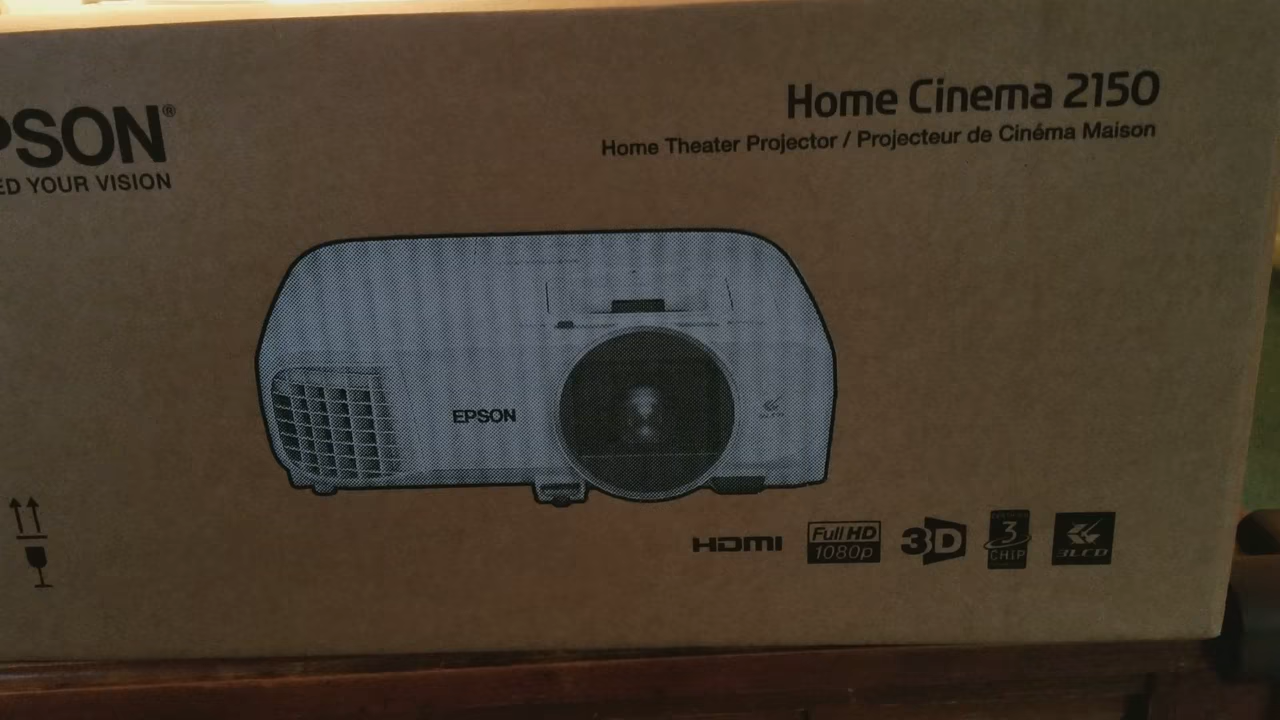 PSON®
ED YOUR VISION
Home Cinema 2150
Home Theater Projector / Projecteur de Cinéma Maison
EPSON
HDMI
Full HD
1080p
3D
3
CHIP
3LCD